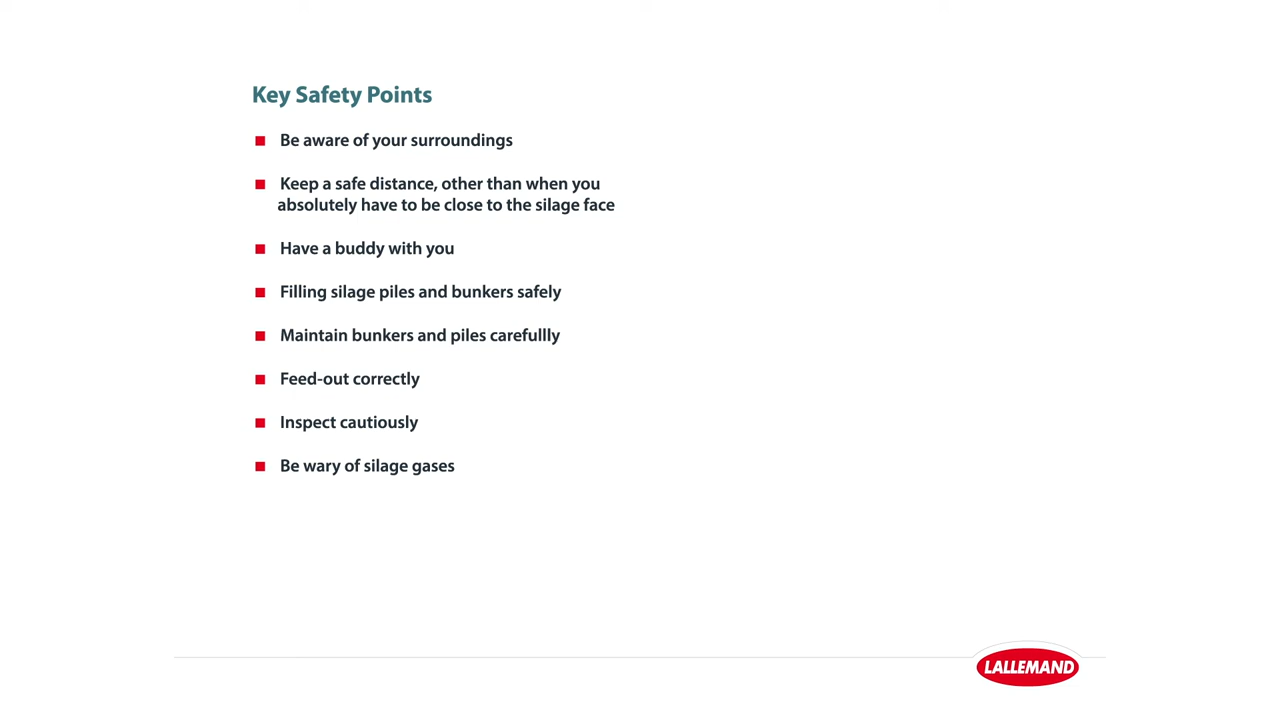 Key Safety Points
Be aware of your surroundings
Keep a safe distance, other than when you
absolutely have to be close to the silage face
Have a buddy with you
Filling silage piles and bunkers safely
Maintain bunkers and piles carefullly
Feed-out correctly
Inspect cautiously
Be wary of silage gases
LALLEMAND